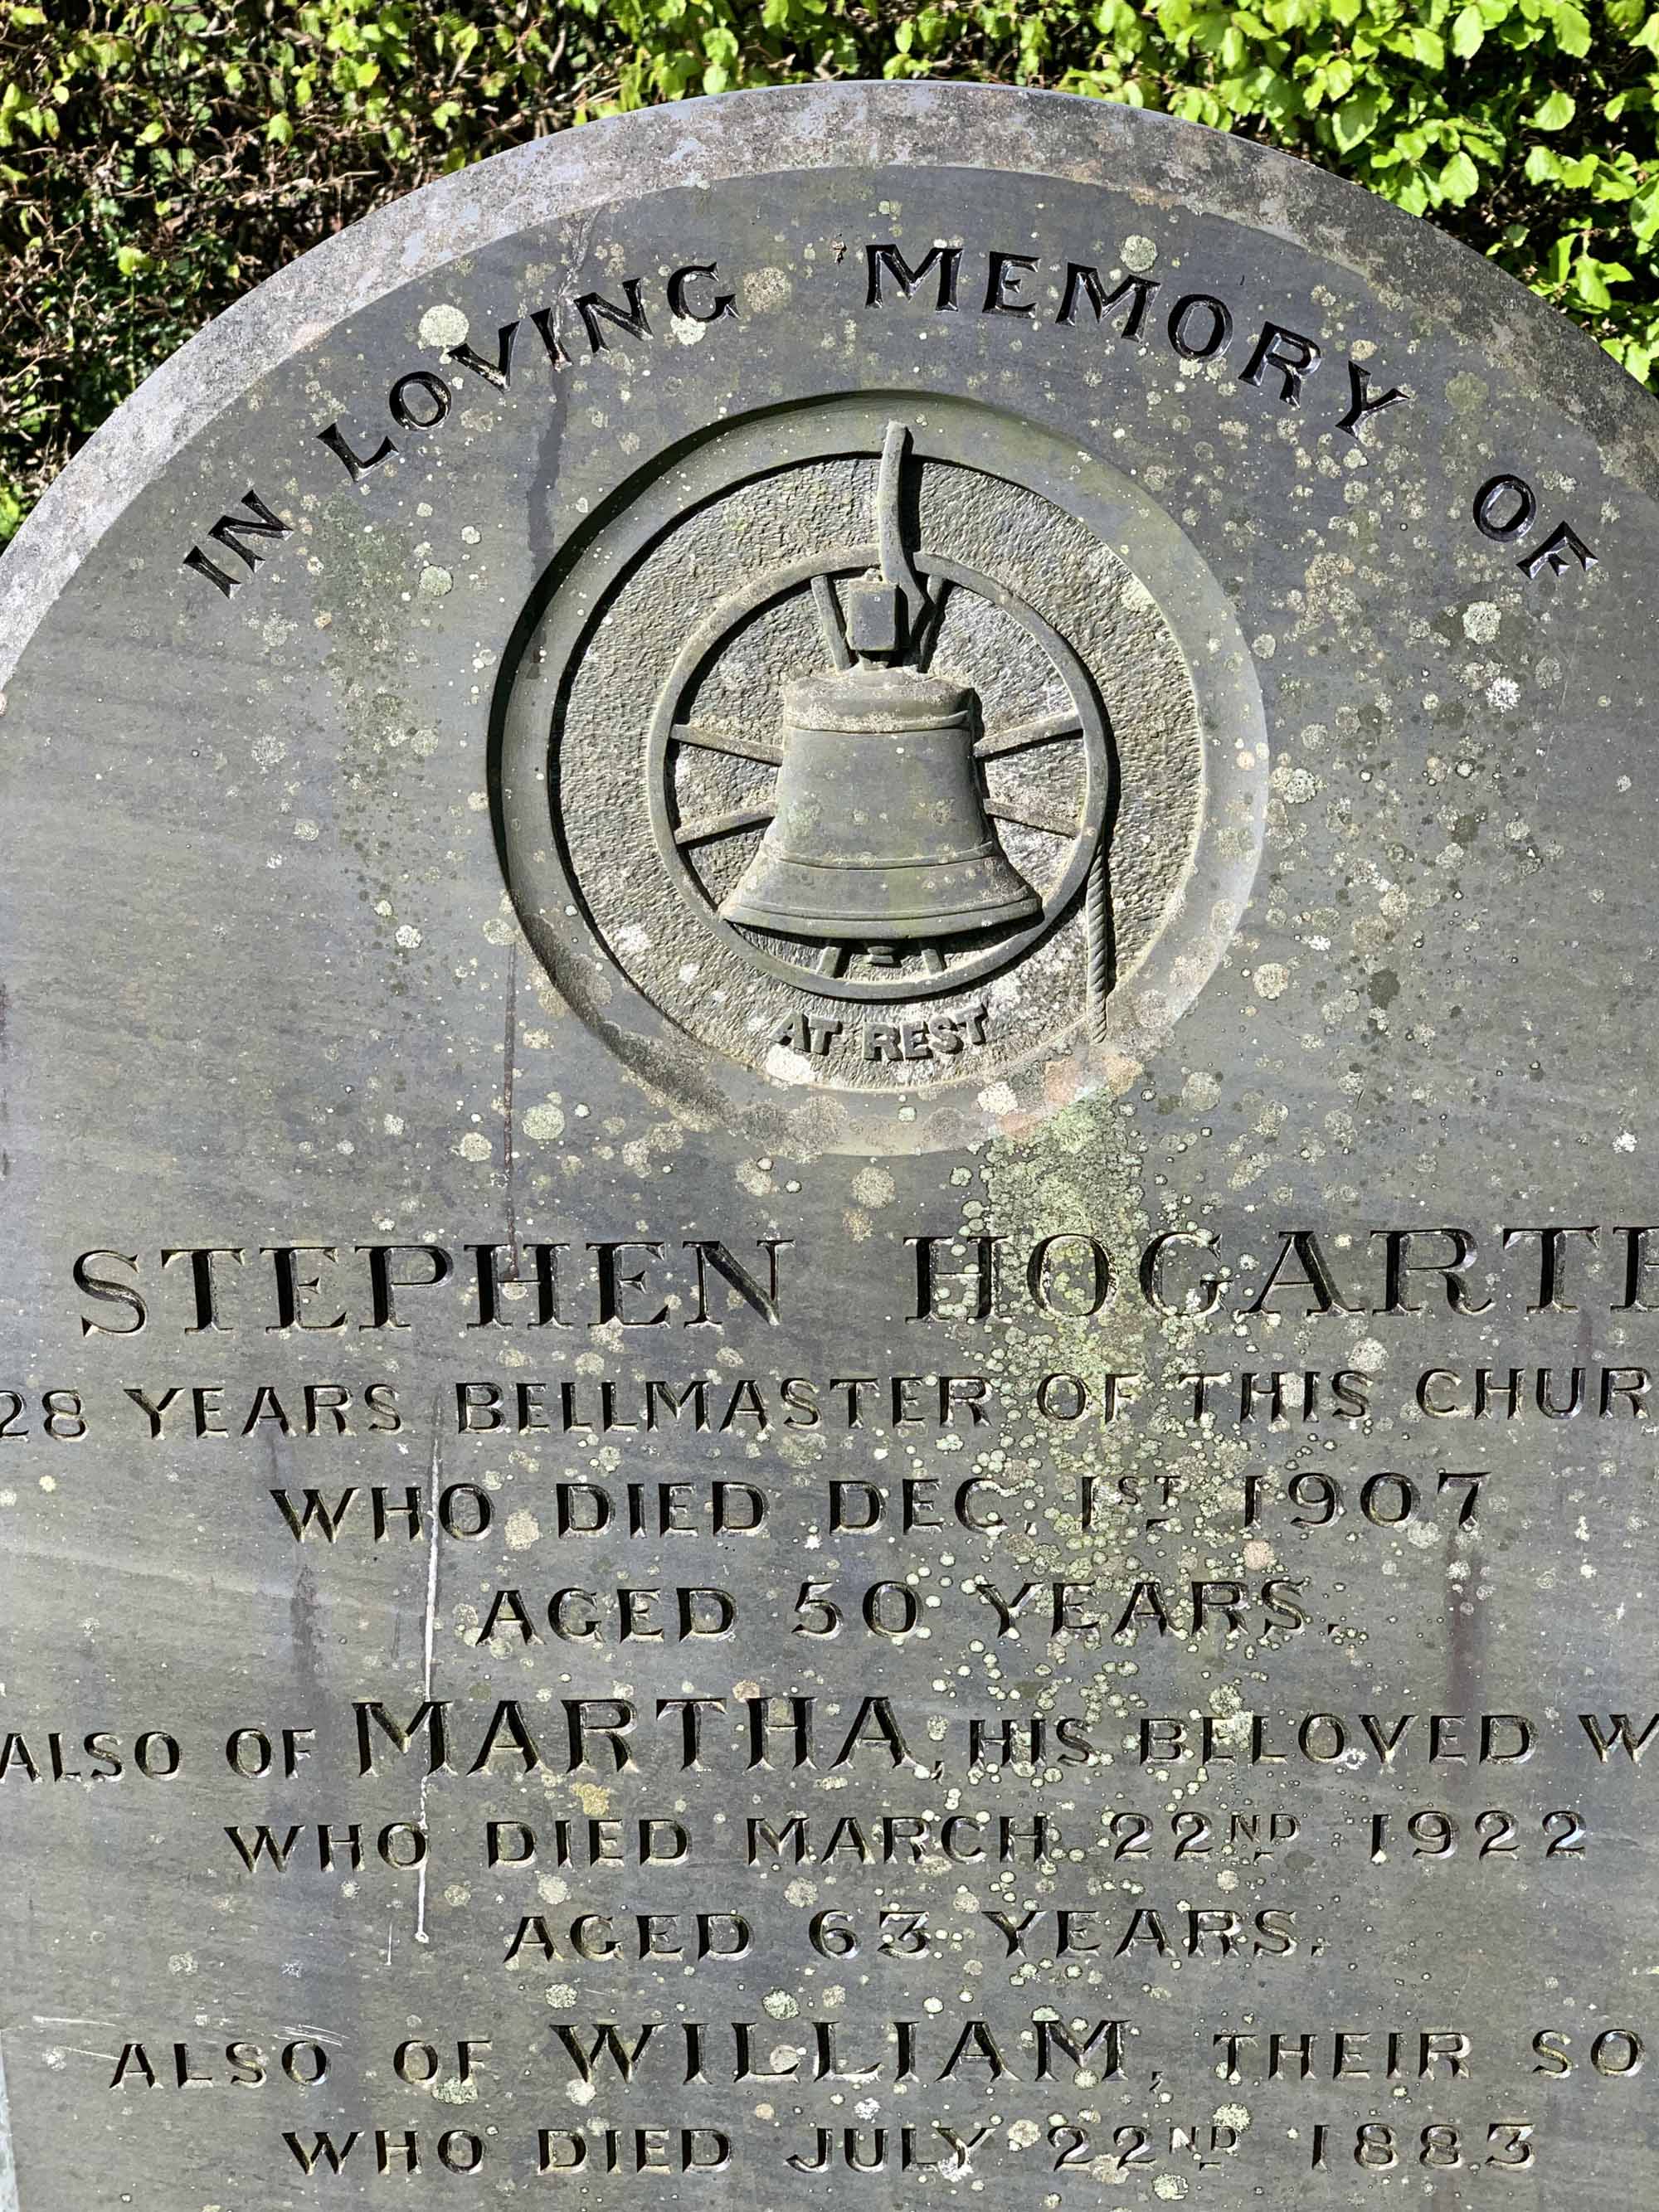 IN LOVING MEMORY OF
AT REST
STEPHEN HOGARTH
28 YEARS BELLMASTER OF THIS CHUR
WHO DIED DEC. 1ST 1907
AGED 50 YEARS.
ALSO OF MARTHA, HIS BELOVED W
WHO DIED MARCH 22ND 1922
AGED 63 YEARS.
ALSO OF WILLIAM, THEIR SO
WHO DIED JULY 22ND 1883